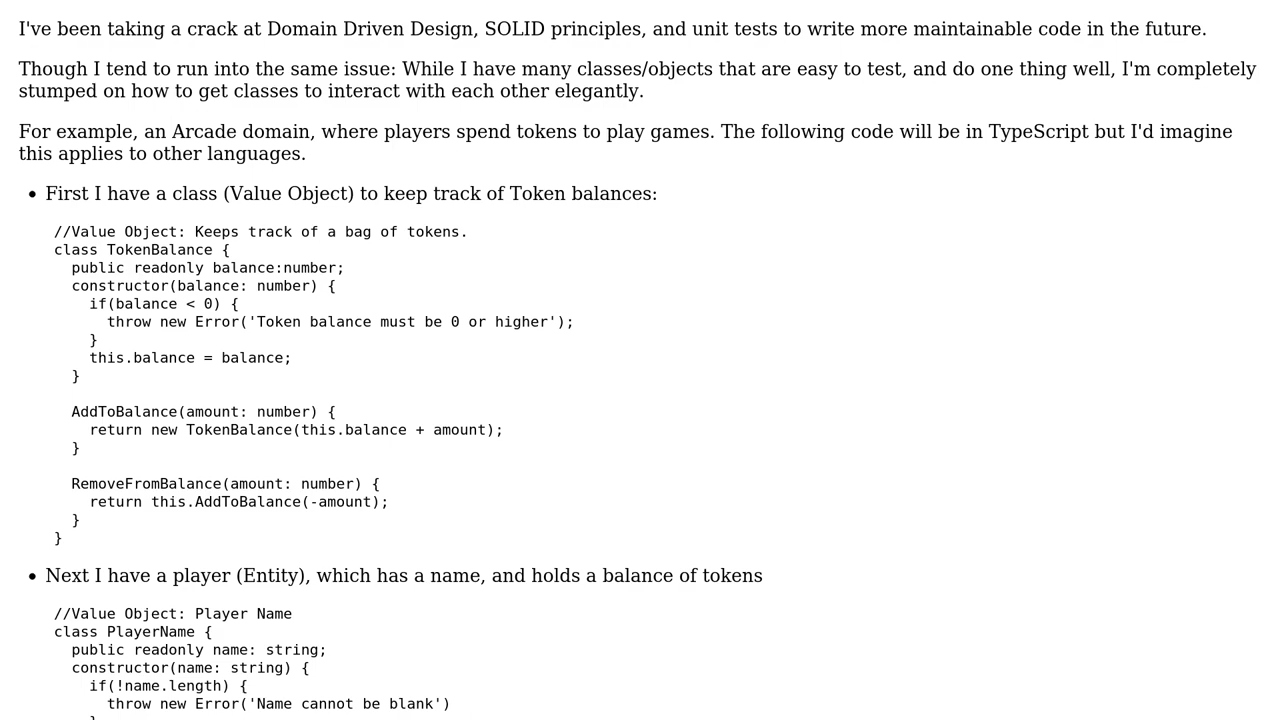 I've been taking a crack at Domain Driven Design, SOLID principles, and unit tests to write more maintainable code in the future.
Though I tend to run into the same issue: While I have many classes/objects that are easy to test, and do one thing well, I'm completely
stumped on how to get classes to interact with each other elegantly.
For example, an Arcade domain, where players spend tokens to play games. The following code will be in TypeScript but I'd imagine
this applies to other languages.
• First I have a class (Value Object) to keep track of Token balances:
//Value Object: Keeps track of a bag of tokens.
class TokenBalance {
  public readonly balance:number;
  constructor(balance: number) {
    if(balance < 0) {
      throw new Error('Token balance must be 0 or higher');
    }
    this.balance = balance;
  }
  AddToBalance(amount: number) {
    return new TokenBalance(this.balance + amount);
  }
  RemoveFromBalance(amount: number) {
    return this.AddToBalance(-amount);
  }
}
• Next I have a player (Entity), which has a name, and holds a balance of tokens
//Value Object: Player Name
class PlayerName {
  public readonly name: string;
  constructor(name: string) {
    if(!name.length) {
      throw new Error('Name cannot be blank')